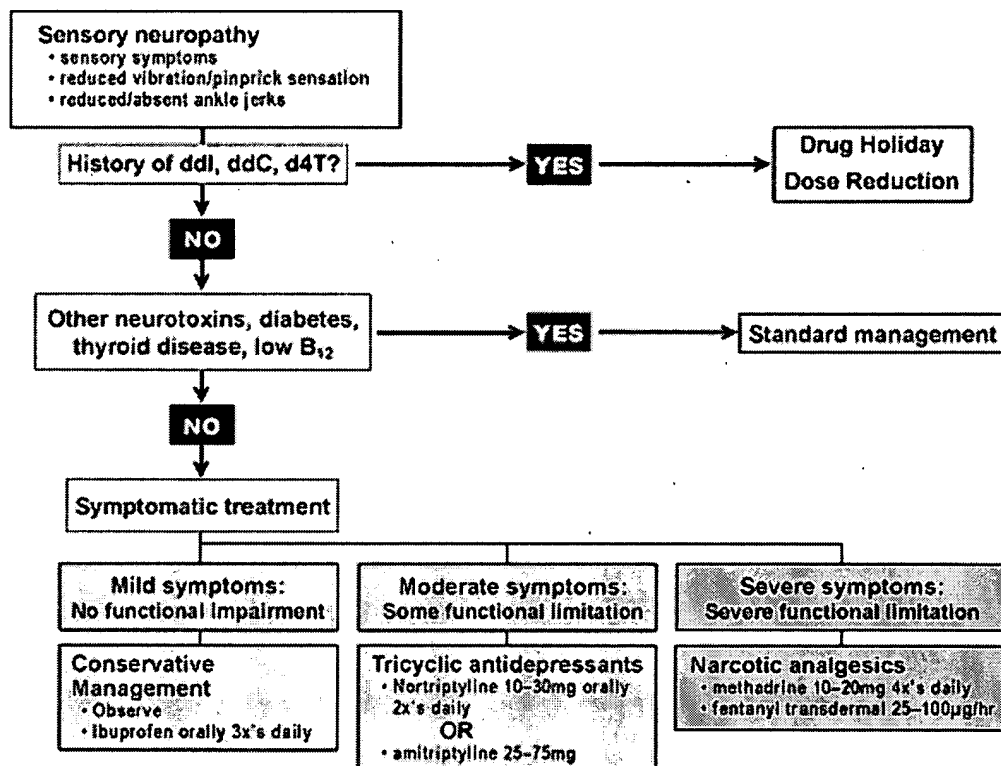 Sensory neuropathy
• sensory symptoms
• reduced vibration/pinprick sensation
• reduced/absent ankle jerks
History of ddI, ddC, d4T?
YES
Drug Holiday
Dose Reduction
NO
Other neurotoxins, diabetes,
thyroid disease, low B₁₂
YES
Standard management
NO
Symptomatic treatment
Mild symptoms:
No functional Impairment
Moderate symptoms:
Some functional limitation
Severe symptoms:
Severe functional limitation
Conservative
Management
• Observe
• Ibuprofen orally 3x's daily
Tricyclic antidepressants
• Nortriptyline 10–30mg orally
2x's daily
OR
• amitriptyline 25–75mg
Narcotic analgesics
• methadrine 10–20mg 4x's daily
• fentanyl transdermal 25–100µg/hr